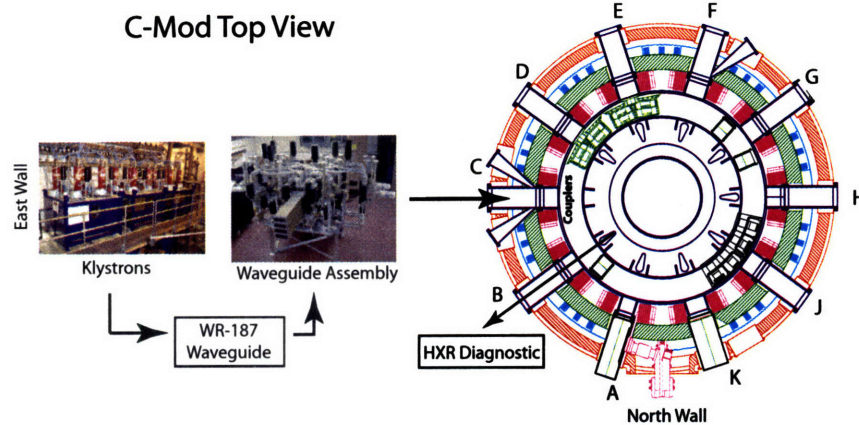 C-Mod Top View
E
F
D
G
C
H
East Wall
Couplers
Klystrons
Waveguide Assembly
B
J
WR-187
Waveguide
HXR Diagnostic
A
K
North Wall